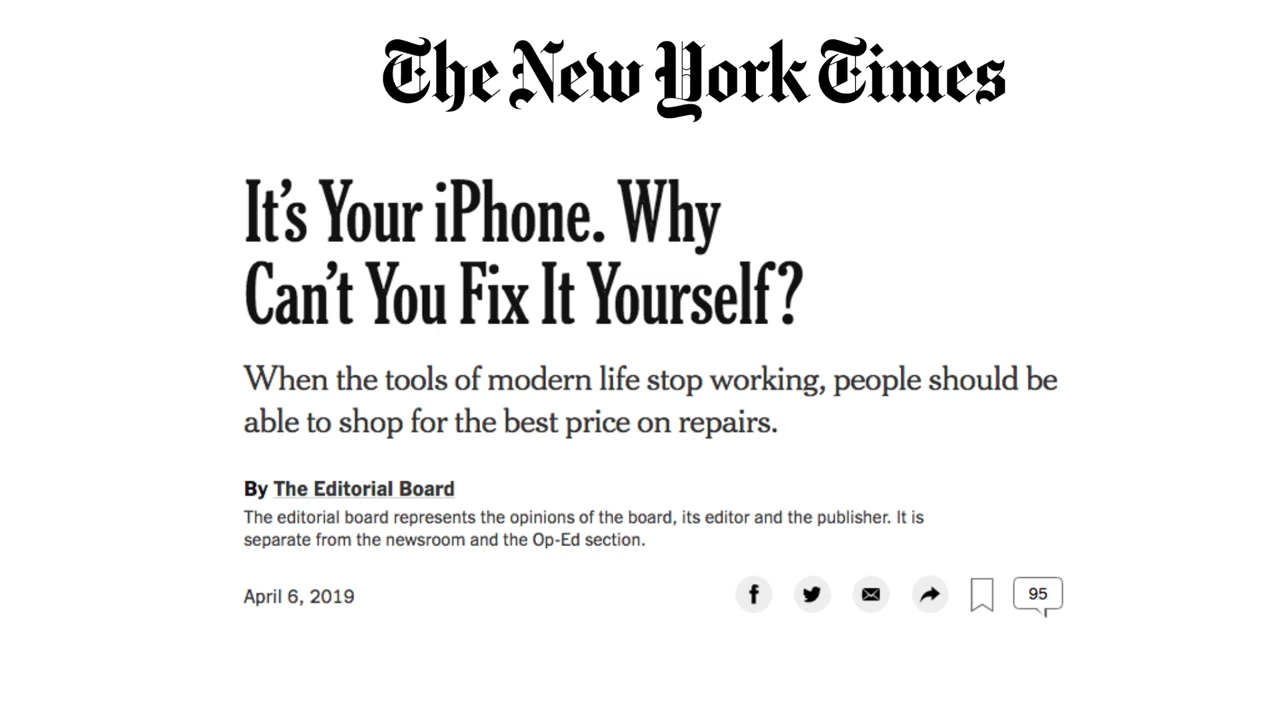 The New York Times
It's Your iPhone. Why
Can't You Fix It Yourself?
When the tools of modern life stop working, people should be
able to shop for the best price on repairs.
By The Editorial Board
The editorial board represents the opinions of the board, its editor and the publisher. It is
separate from the newsroom and the Op-Ed section.
April 6, 2019
95